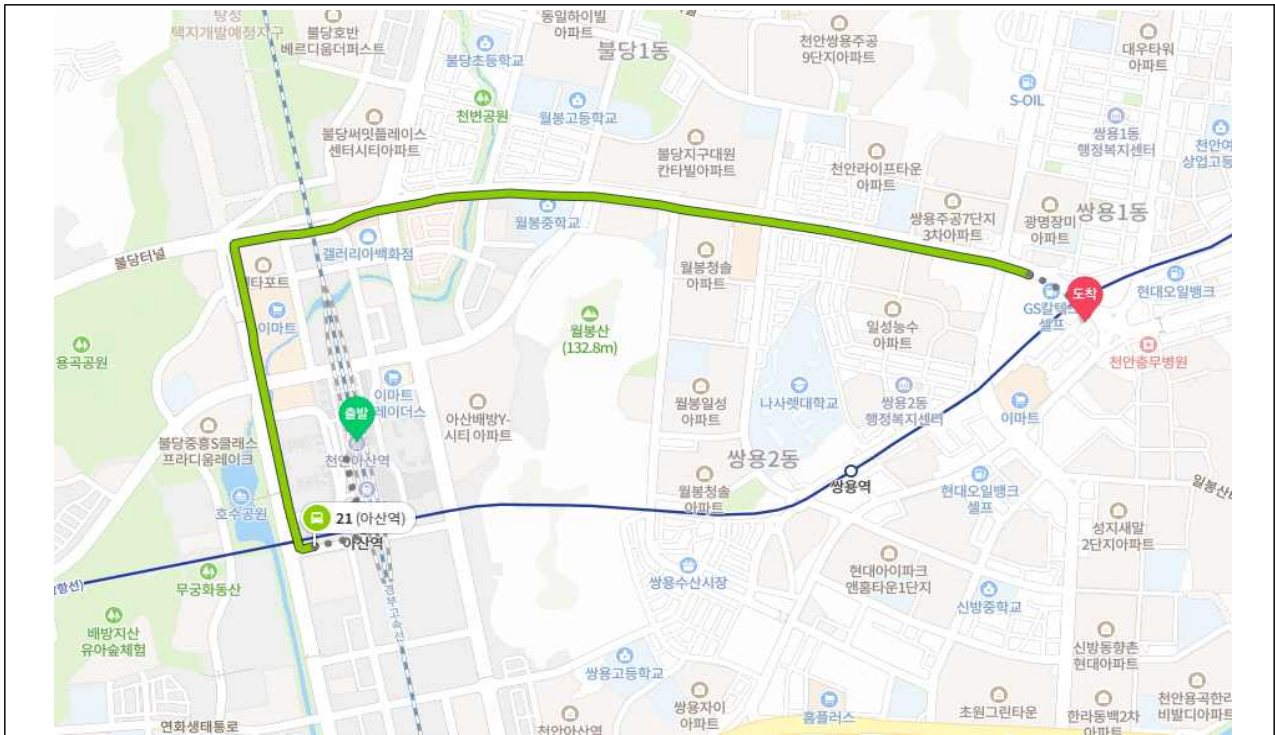 탕정
택지개발예정지구
불당호반
베르디움더퍼스트
동일하이빌
아파트
불당1동
불당초등학교
천안쌍용주공
9단지아파트
대우타워
아파트
S-OIL
천변공원
월봉고등학교
불당써밋플레이스
센터시티아파트
불당지구대원
칸타빌아파트
쌍용1동
행정복지센터
상업고등
천안라이프타운
아파트
쌍용주공7단지
3차아파트
광명장미
아파트
쌍용1동
월봉중학교
불당터널
갤러리아백화점
월봉청솔
아파트
현대오일뱅크
도착
GS칼텍스
셀프
이마트
월봉산
(132.8m)
일성농수
아파트
용곡공원
천안충무병원
이마트
출발
아산배방Y-
시티 아파트
월봉일성
아파트
나사렛대학교
쌍용2동
행정복지센터
이마트
불당중흥S클래스
프라디움레이크
천안아산역
쌍용2동
쌍용역
월봉청솔
아파트
현대오일뱅크
셀프
호수공원
21 (아산역)
아산역
성지새말
2단지아파트
무궁화동산
경부고속선
쌍용수산시장
현대아이파크
앤홈타운1단지
신방중학교
배방지산
유아숲체험
쌍용고등학교
신방동향촌
현대아파트
연화생태통로
천안아산역
쌍용자이
아파트
홈플러스
초원그린타운
한라동백2차
아파트
천안용곡한라
비발디아파트